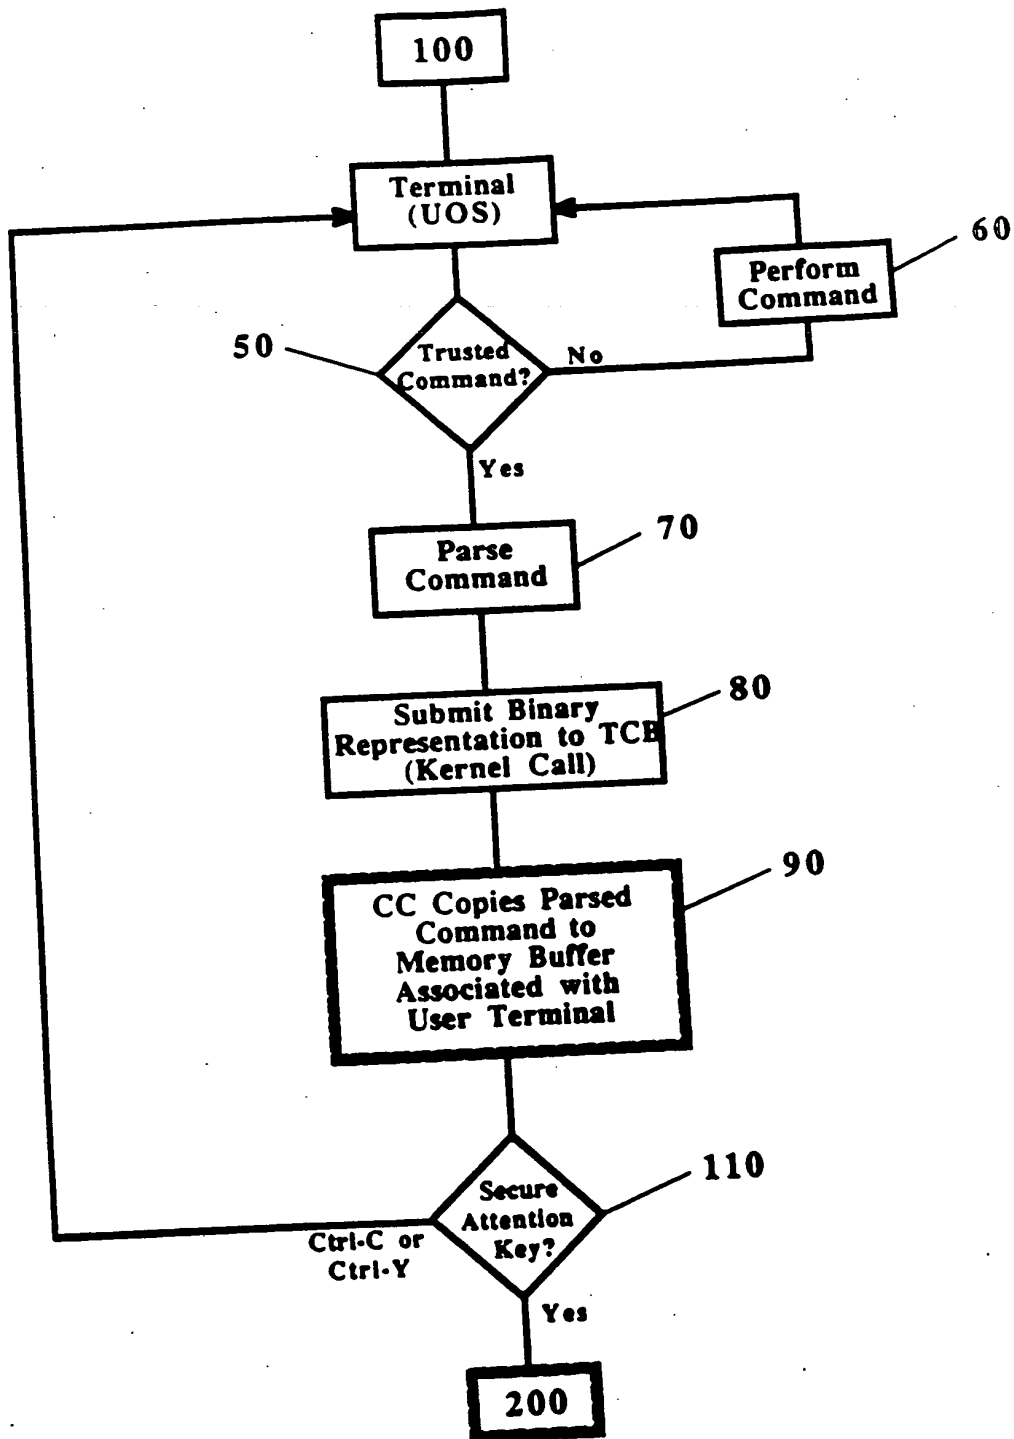 100
Terminal
(UOS)
60
Perform
Command
50
Trusted
Command?
No
Yes
70
Parse
Command
80
Submit Binary
Representation to TCB
(Kernel Call)
90
CC Copies Parsed
Command to
Memory Buffer
Associated with
User Terminal
110
Secure
Attention
Key?
Ctrl-C or
Ctrl-Y
Yes
200